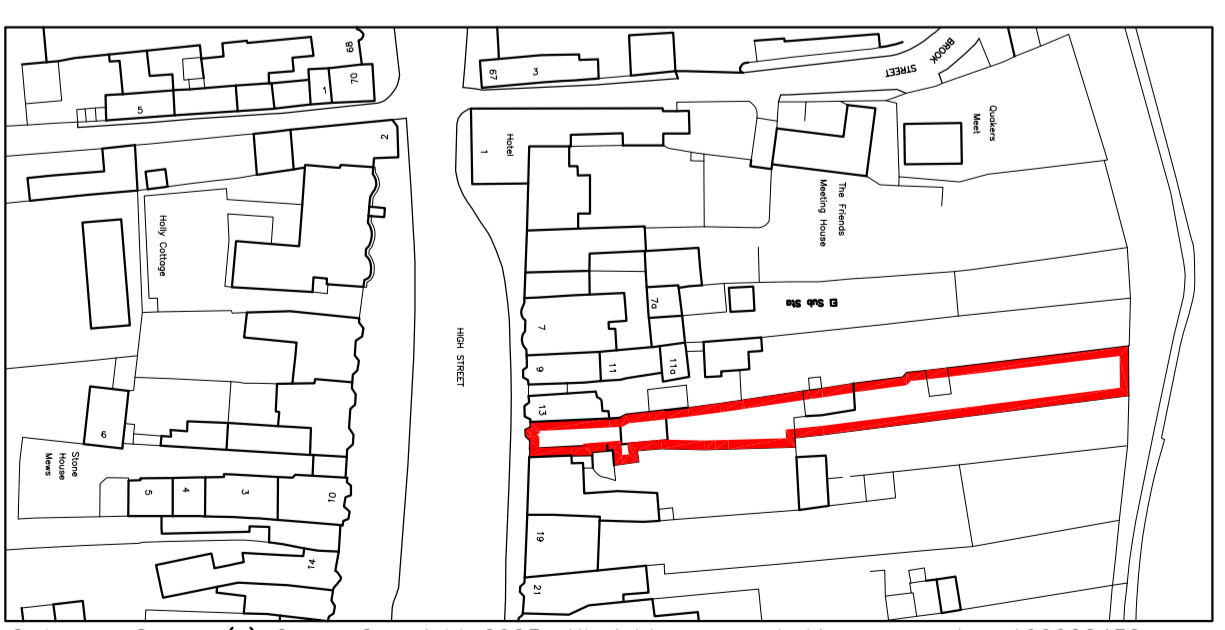 68
70
1
5
2
67
3
BROOK
STREET
Quakers
Meet
Hotel
1
The Friends
Meeting House
Holly Cottage
El Sub Sta
7a
7
HIGH STREET
9
11
11a
13
6
Stone
House
Mews
5
4
3
10
19
14
21